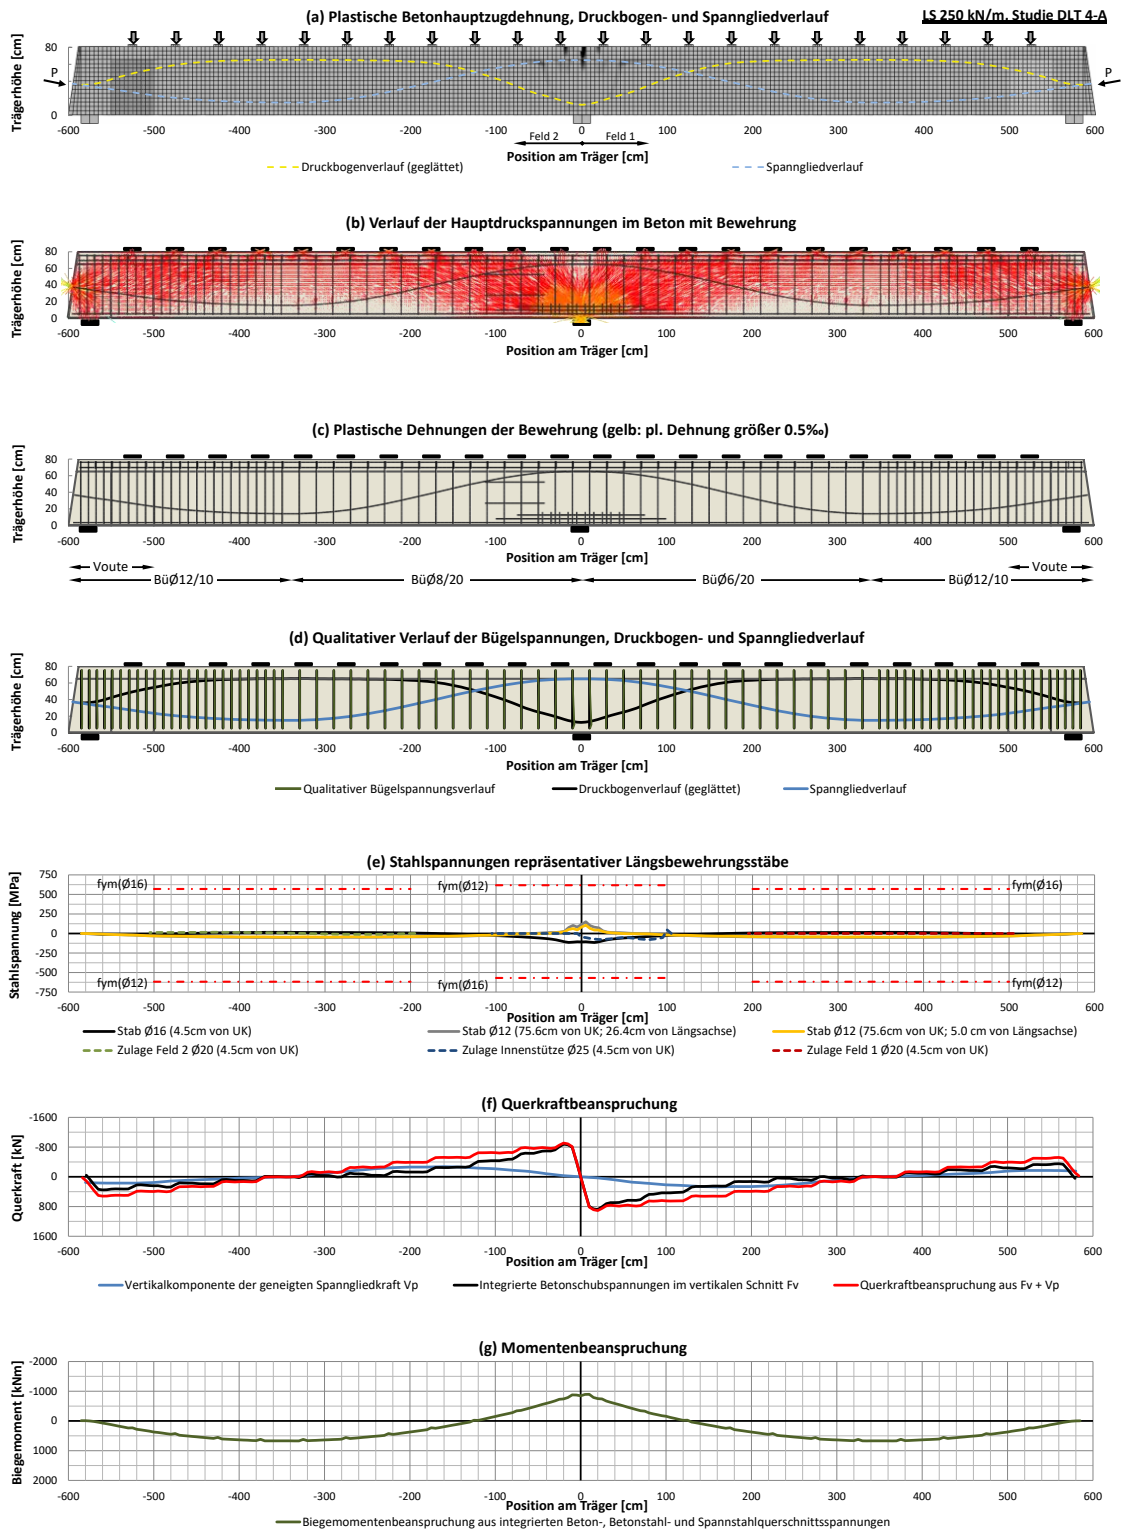 (a) Plastische Betonhauptzugdehnung, Druckbogen- und Spanngliedverlauf
LS 250 kN/m. Studie DLT 4-A
Trägerhöhe [cm]
80
40
0
P
P
-600 -500 -400 -300 -200 -100 0 100 200 300 400 500 600
Feld 2 Feld 1
Position am Träger [cm]
Druckbogenverlauf (geglättet) Spanngliedverlauf
(b) Verlauf der Hauptdruckspannungen im Beton mit Bewehrung
Trägerhöhe [cm]
80
60
40
20
0
-600 -500 -400 -300 -200 -100 0 100 200 300 400 500 600
Position am Träger [cm]
(c) Plastische Dehnungen der Bewehrung (gelb: pl. Dehnung größer 0.5‰)
Trägerhöhe [cm]
80
60
40
20
0
-600 -500 -400 -300 -200 -100 0 100 200 300 400 500 600
Position am Träger [cm]
Voute Voute
BüØ12/10 BüØ8/20 BüØ6/20 BüØ12/10
(d) Qualitativer Verlauf der Bügelspannungen, Druckbogen- und Spanngliedverlauf
Trägerhöhe [cm]
80
60
40
20
0
-600 -500 -400 -300 -200 -100 0 100 200 300 400 500 600
Position am Träger [cm]
Qualitativer Bügelspannungsverlauf Druckbogenverlauf (geglättet) Spanngliedverlauf
(e) Stahlspannungen repräsentativer Längsbewehrungsstäbe
Stahlspannung [MPa]
750
500
250
0
-250
-500
-750
fym(Ø16) fym(Ø12) fym(Ø16)
fym(Ø12) fym(Ø16) fym(Ø12)
-600 -500 -400 -300 -200 -100 0 100 200 300 400 500 600
Position am Träger [cm]
Stab Ø16 (4.5cm von UK) Stab Ø12 (75.6cm von UK; 26.4cm von Längsachse) Stab Ø12 (75.6cm von UK; 5.0 cm von Längsachse)
Zulage Feld 2 Ø20 (4.5cm von UK) Zulage Innenstütze Ø25 (4.5cm von UK) Zulage Feld 1 Ø20 (4.5cm von UK)
(f) Querkraftbeanspruchung
Querkraft [kN]
-1600
-800
0
800
1600
-600 -500 -400 -300 -200 -100 0 100 200 300 400 500 600
Position am Träger [cm]
Vertikalkomponente der geneigten Spanngliedkraft Vp Integrierte Betonschubspannungen im vertikalen Schnitt Fv Querkraftbeanspruchung aus Fv + Vp
(g) Momentenbeanspruchung
Biegemoment [kNm]
-2000
-1000
0
1000
2000
-600 -500 -400 -300 -200 -100 0 100 200 300 400 500 600
Position am Träger [cm]
Biegemomentenbeanspruchung aus integrierten Beton-, Betonstahl- und Spannstahlquerschnittsspannungen